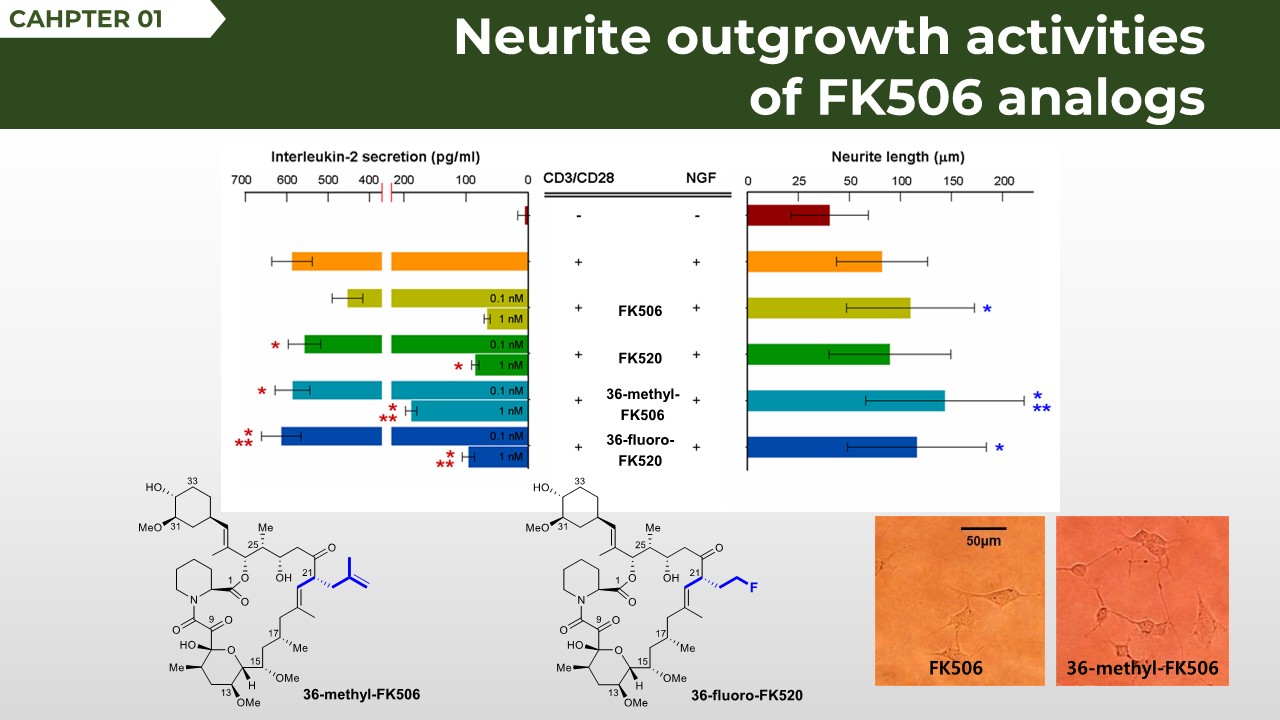 CAHPTER 01
Neurite outgrowth activities
of FK506 analogs
Interleukin-2 secretion (pg/ml)
700 600 500 400 200 100 0
CD3/CD28 NGF
Neurite length (μm)
0 25 50 100 150 200
- -
+ +
0.1 nM
1 nM
+ FK506 + *
* 0.1 nM
* 1 nM
+ FK520 +
* 0.1 nM
*
** 1 nM
+ 36-methyl-
FK506 + *
**
*
** 0.1 nM
*
** 1 nM
+ 36-fluoro-
FK520 + *
33
HO
MeO 31
Me
25
O
21
OH
1 O
O
N
O
9 O
HO
O
17
Me
Me
15
OMe
H
13
OMe
36-methyl-FK506
33
HO
MeO 31
Me
25
O
21
OH
F
1 O
O
N
O
9 O
HO
O
17
Me
Me
15
OMe
H
13
OMe
36-fluoro-FK520
50μm
FK506
36-methyl-FK506